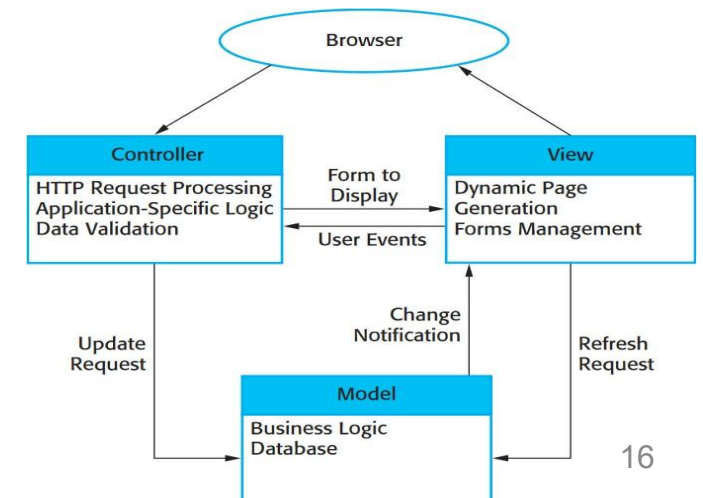 Browser
Controller
HTTP Request Processing
Application-Specific Logic
Data Validation
Form to
Display
User Events
View
Dynamic Page
Generation
Forms Management
Update
Request
Change
Notification
Refresh
Request
Model
Business Logic
Database
16